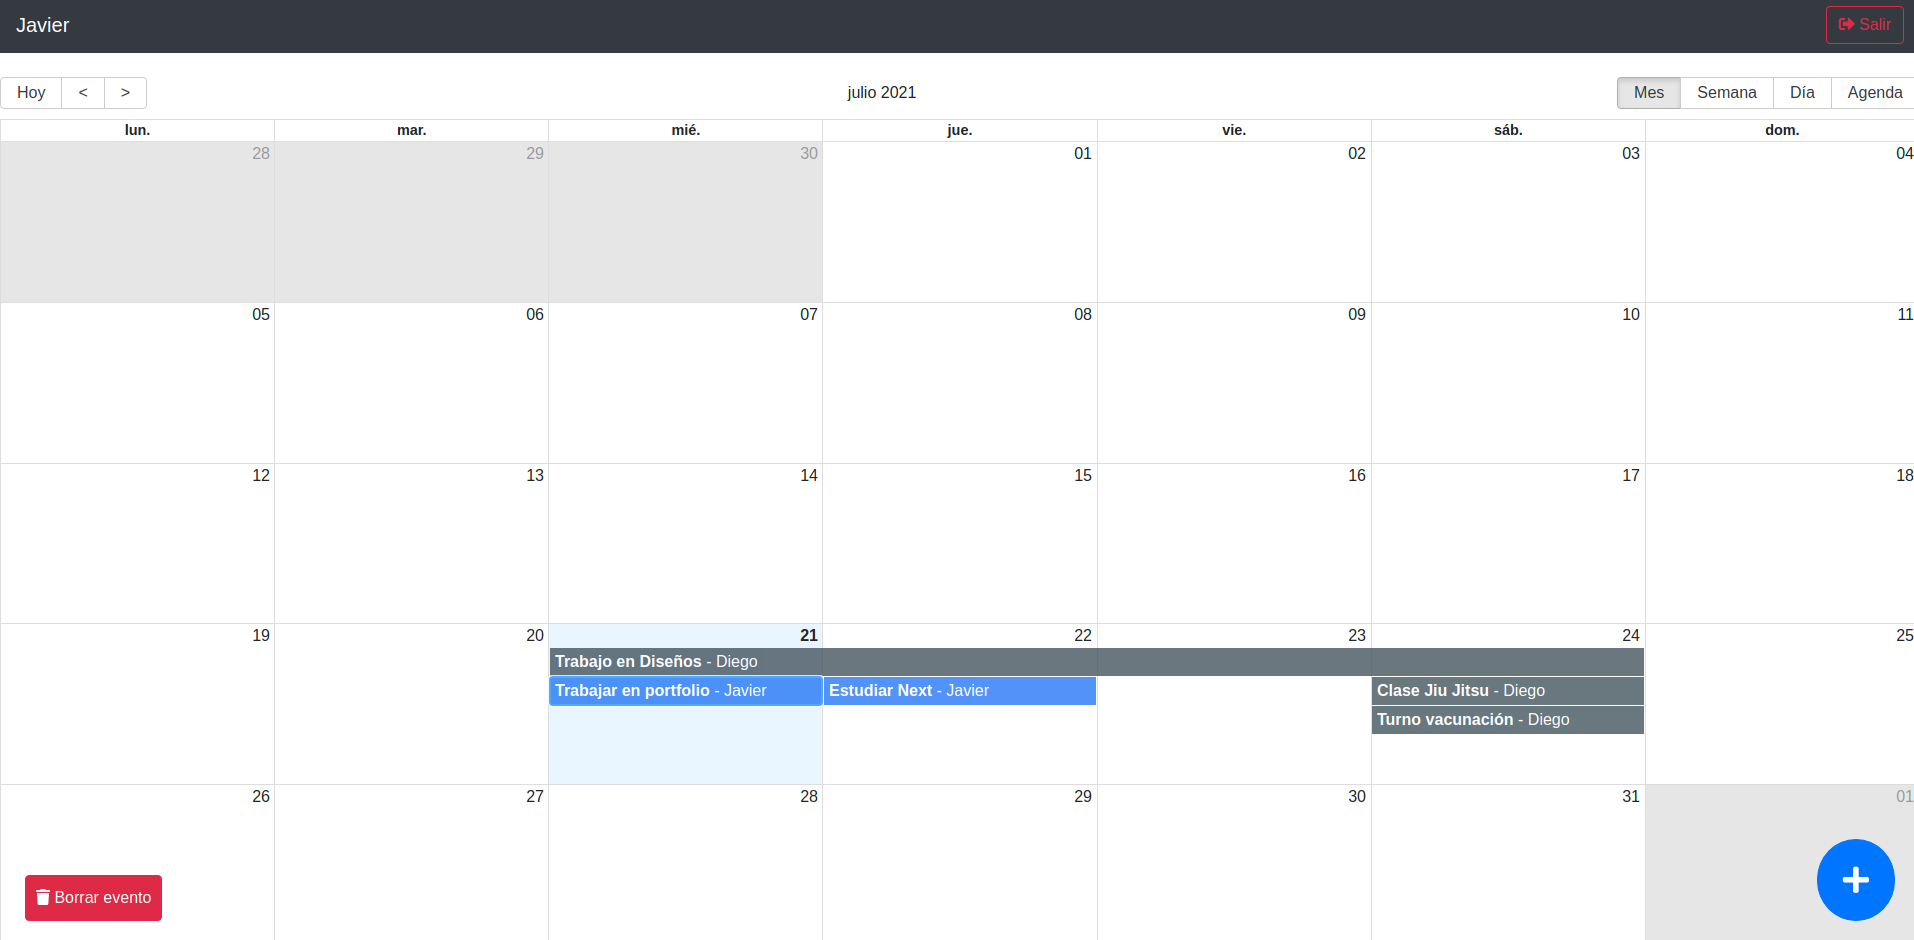 Javier
Salir
Hoy < >
julio 2021
Mes Semana Día Agenda
lun. mar. mié. jue. vie. sáb. dom.
28 29 30 01 02 03 04
05 06 07 08 09 10 11
12 13 14 15 16 17 18
19 20 21 22 23 24 25
Trabajo en Diseños - Diego
Trabajar en portfolio - Javier
Estudiar Next - Javier
Clase Jiu Jitsu - Diego
Turno vacunación - Diego
26 27 28 29 30 31 01
Borrar evento